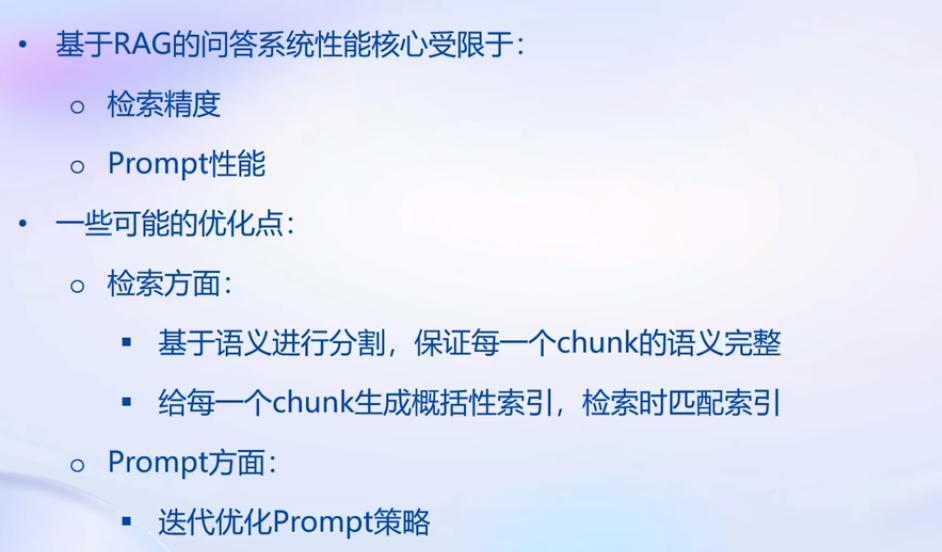 • 基于RAG的问答系统性能核心受限于：
o 检索精度
o Prompt性能
• 一些可能的优化点：
o 检索方面：
▪ 基于语义进行分割，保证每一个chunk的语义完整
▪ 给每一个chunk生成概括性索引，检索时匹配索引
o Prompt方面：
▪ 迭代优化Prompt策略